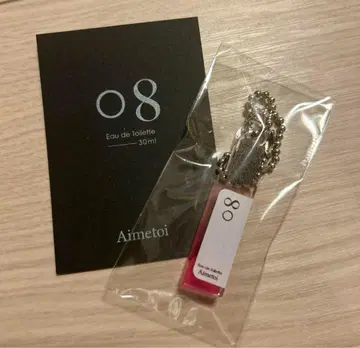 08
Eau de Toilette
30ml
Aimetoi
08
Eau de Toilette
Aimetoi